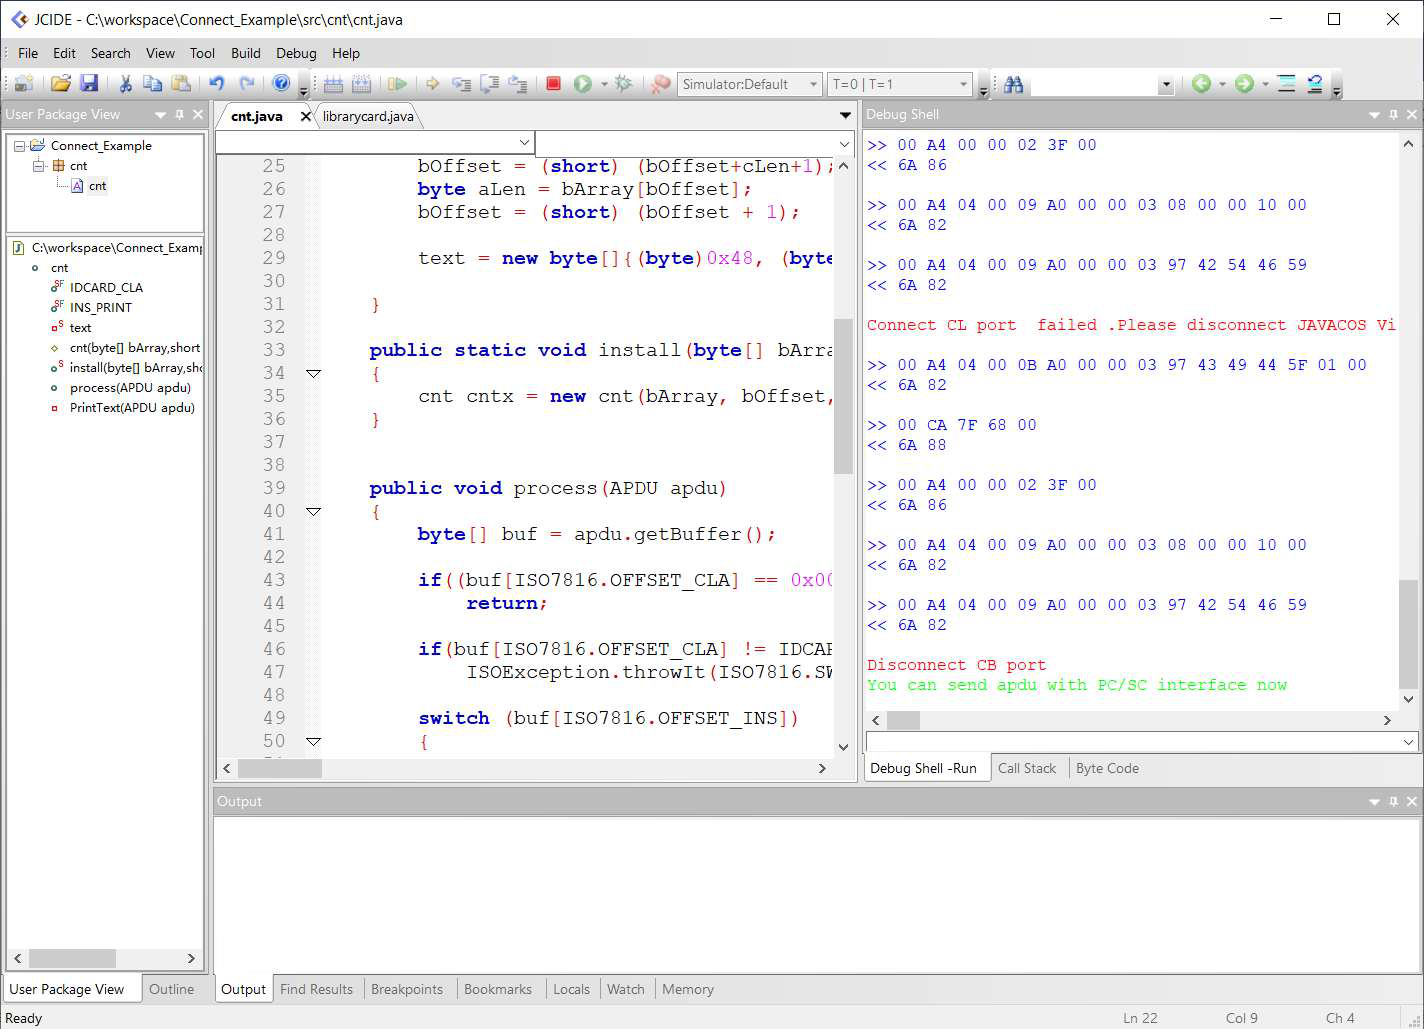 JCIDE - C:\workspace\Connect_Example\src\cnt\cnt.java
File Edit Search View Tool Build Debug Help
Simulator:Default T=0 | T=1
User Package View
Connect_Example
cnt
cnt
C:\workspace\Connect_Examp
cnt
IDCARD_CLA
INS_PRINT
text
cnt(byte[] bArray,short
install(byte[] bArray,sho
process(APDU apdu)
PrintText(APDU apdu)
User Package View Outline
cnt.java librarycard.java
25 bOffset = (short) (bOffset+cLen+1);
26 byte aLen = bArray[bOffset];
27 bOffset = (short) (bOffset + 1);
28
29 text = new byte[]{(byte)0x48, (byte
30
31 }
32
33 public static void install(byte[] bArra
34 {
35 cnt cntx = new cnt(bArray, bOffset,
36 }
37
38
39 public void process(APDU apdu)
40 {
41 byte[] buf = apdu.getBuffer();
42
43 if((buf[ISO7816.OFFSET_CLA] == 0x00
44 return;
45
46 if(buf[ISO7816.OFFSET_CLA] != IDCAR
47 ISOException.throwIt(ISO7816.SW
48
49 switch (buf[ISO7816.OFFSET_INS])
50 {
Debug Shell
>> 00 A4 00 00 02 3F 00
<< 6A 86
>> 00 A4 04 00 09 A0 00 00 03 08 00 00 10 00
<< 6A 82
>> 00 A4 04 00 09 A0 00 00 03 97 42 54 46 59
<< 6A 82
Connect CL port failed .Please disconnect JAVACOS Vi
>> 00 A4 04 00 0B A0 00 00 03 97 43 49 44 5F 01 00
<< 6A 82
>> 00 CA 7F 68 00
<< 6A 88
>> 00 A4 00 00 02 3F 00
<< 6A 86
>> 00 A4 04 00 09 A0 00 00 03 08 00 00 10 00
<< 6A 82
>> 00 A4 04 00 09 A0 00 00 03 97 42 54 46 59
<< 6A 82
Disconnect CB port
You can send apdu with PC/SC interface now
Debug Shell -Run Call Stack Byte Code
Output
Output Find Results Breakpoints Bookmarks Locals Watch Memory
Ready Ln 22 Col 9 Ch 4